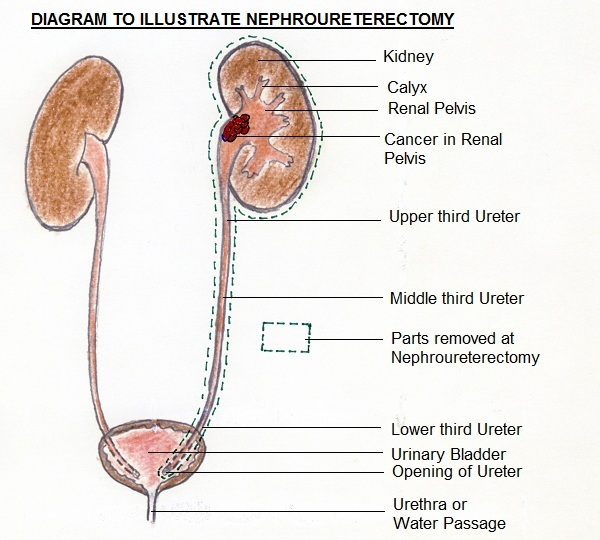 DIAGRAM TO ILLUSTRATE NEPHROURETERECTOMY
Kidney
Calyx
Renal Pelvis
Cancer in Renal
Pelvis
Upper third Ureter
Middle third Ureter
Parts removed at
Nephroureterectomy
Lower third Ureter
Urinary Bladder
Opening of Ureter
Urethra or
Water Passage